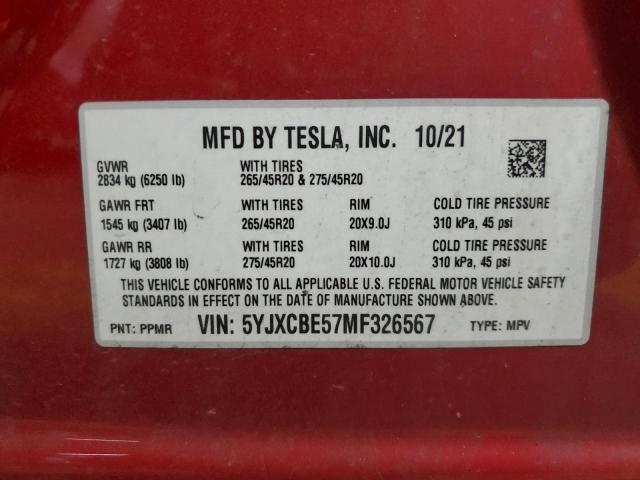 MFD BY TESLA, INC. 10/21
GVWR WITH TIRES
2834 kg (6250 lb) 265/45R20 & 275/45R20
GAWR FRT WITH TIRES RIM COLD TIRE PRESSURE
1545 kg (3407 lb) 265/45R20 20X9.0J 310 kPa, 45 psi
GAWR RR WITH TIRES RIM COLD TIRE PRESSURE
1727 kg (3808 lb) 275/45R20 20X10.0J 310 kPa, 45 psi
THIS VEHICLE CONFORMS TO ALL APPLICABLE U.S. FEDERAL MOTOR VEHICLE SAFETY
STANDARDS IN EFFECT ON THE DATE OF MANUFACTURE SHOWN ABOVE.
PNT: PPMR VIN: 5YJXCBE57MF326567 TYPE: MPV